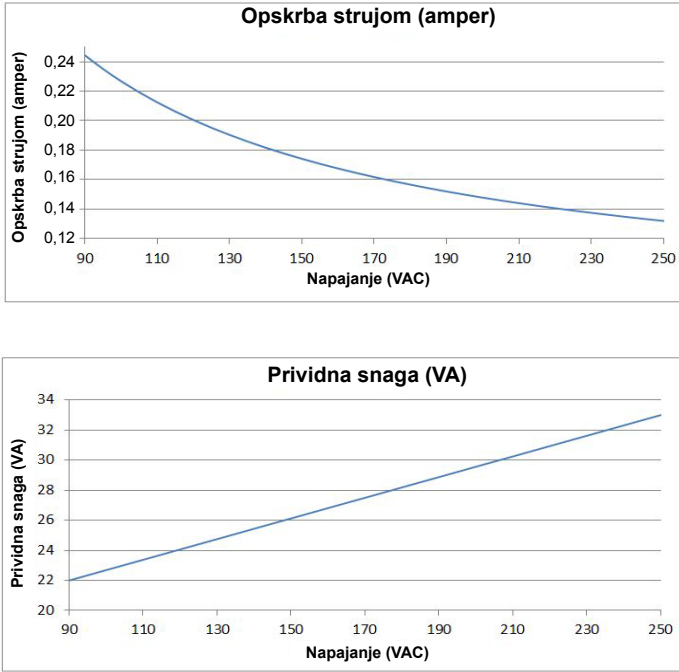 Opskrba strujom (amper)
Opskrba strujom (amper)
0,24
0,22
0,20
0,18
0,16
0,14
0,12
90 110 130 150 170 190 210 230 250
Napajanje (VAC)
Prividna snaga (VA)
Prividna snaga (VA)
34
32
30
28
26
24
22
20
90 110 130 150 170 190 210 230 250
Napajanje (VAC)